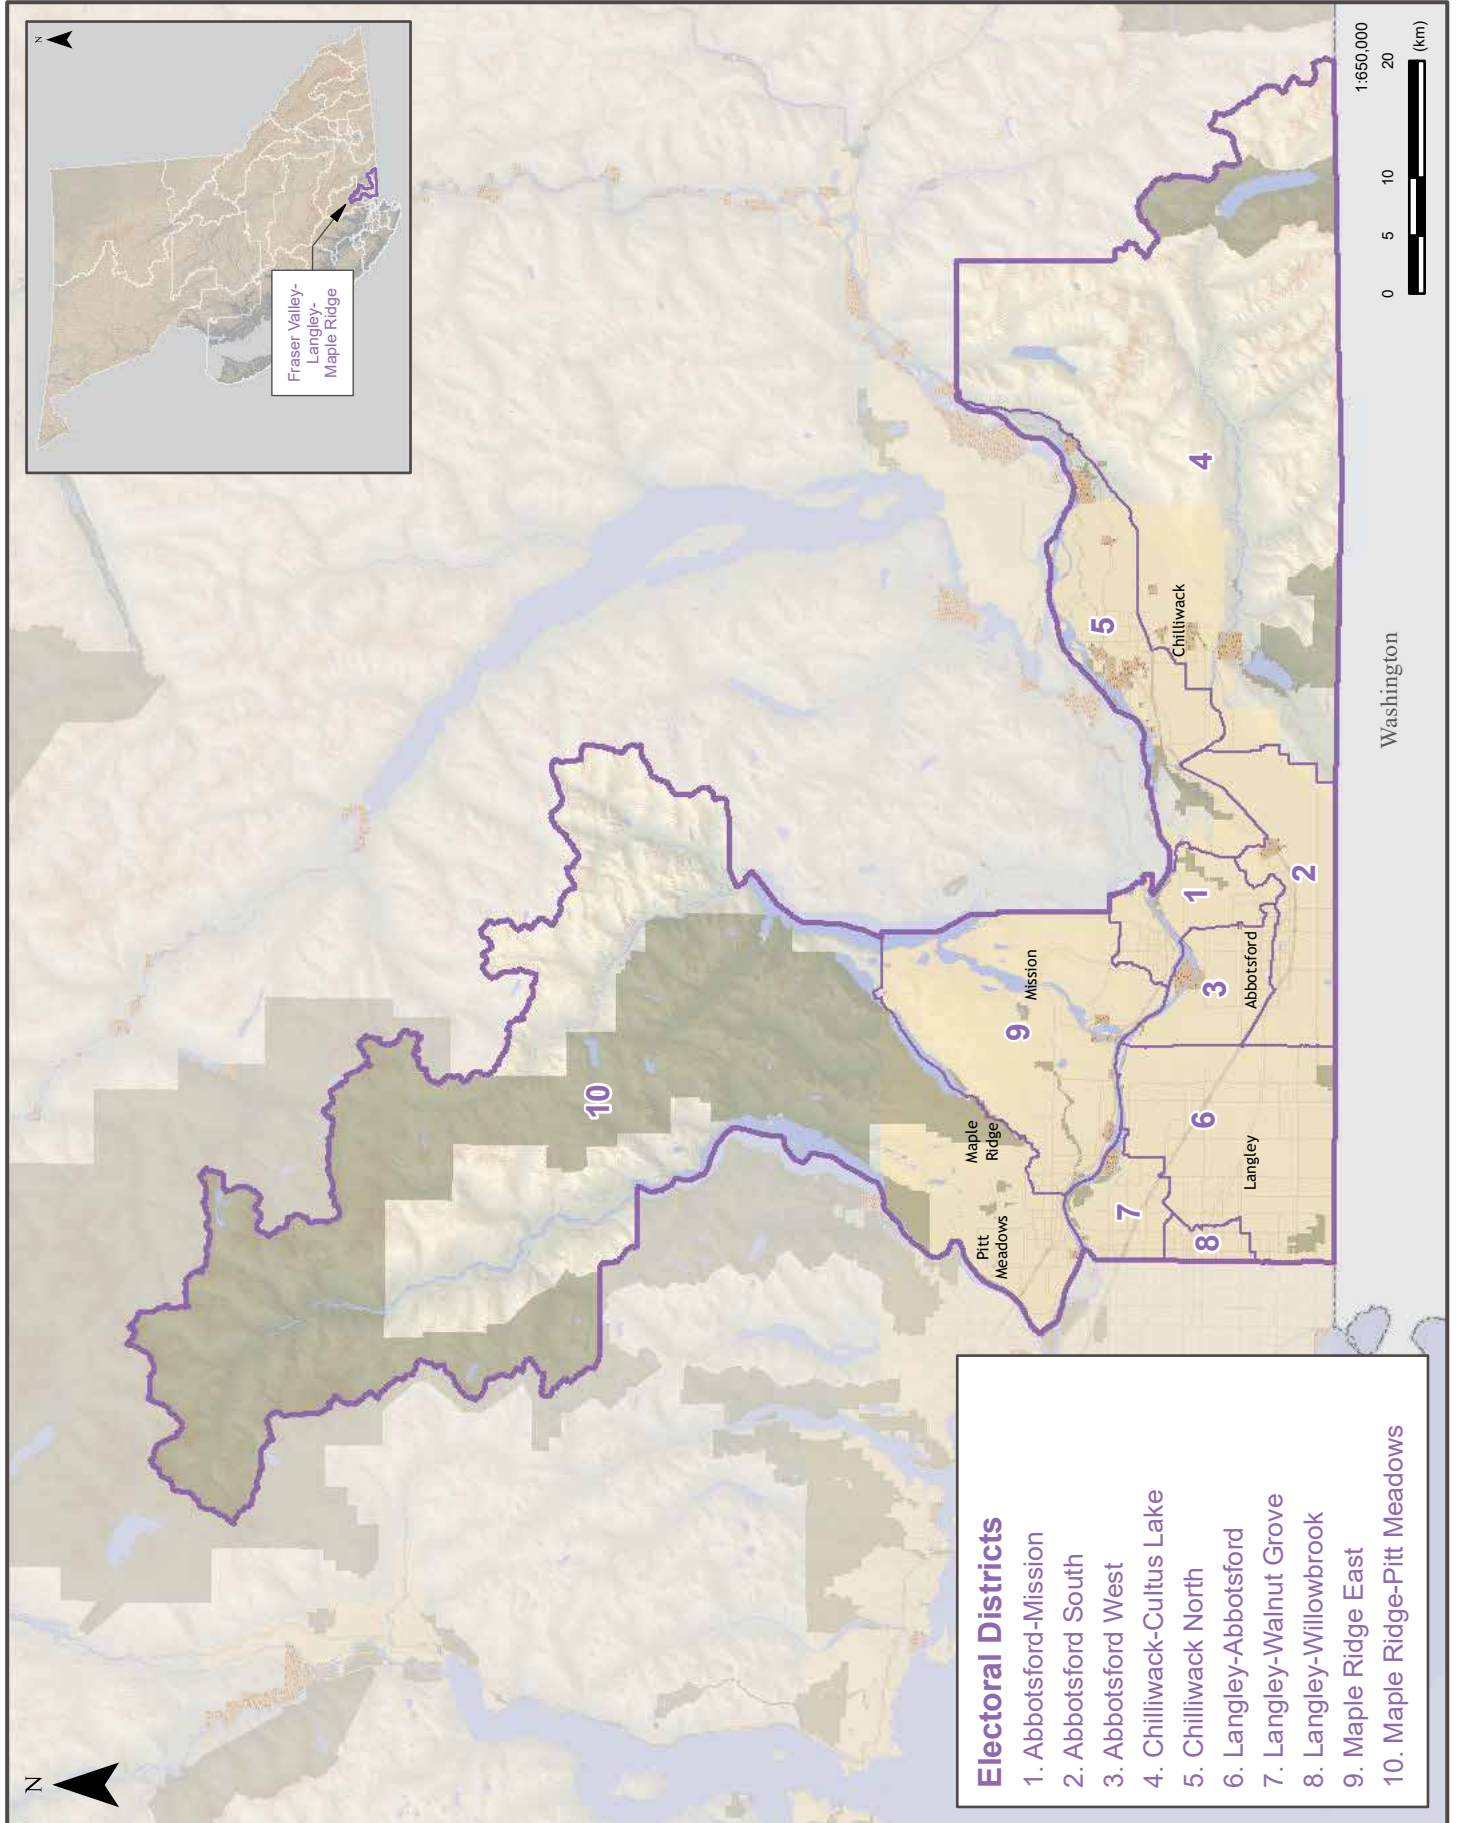 N
N
Fraser Valley-
Langley-
Maple Ridge
10
9
Mission
Maple
Ridge
Pitt
Meadows
5
4
Chilliwack
1
7
3
6
8
Abbotsford
Langley
2
Washington
1:650,000
0
5
10
20
(km)
Electoral Districts
1. Abbotsford-Mission
2. Abbotsford South
3. Abbotsford West
4. Chilliwack-Cultus Lake
5. Chilliwack North
6. Langley-Abbotsford
7. Langley-Walnut Grove
8. Langley-Willowbrook
9. Maple Ridge East
10. Maple Ridge-Pitt Meadows